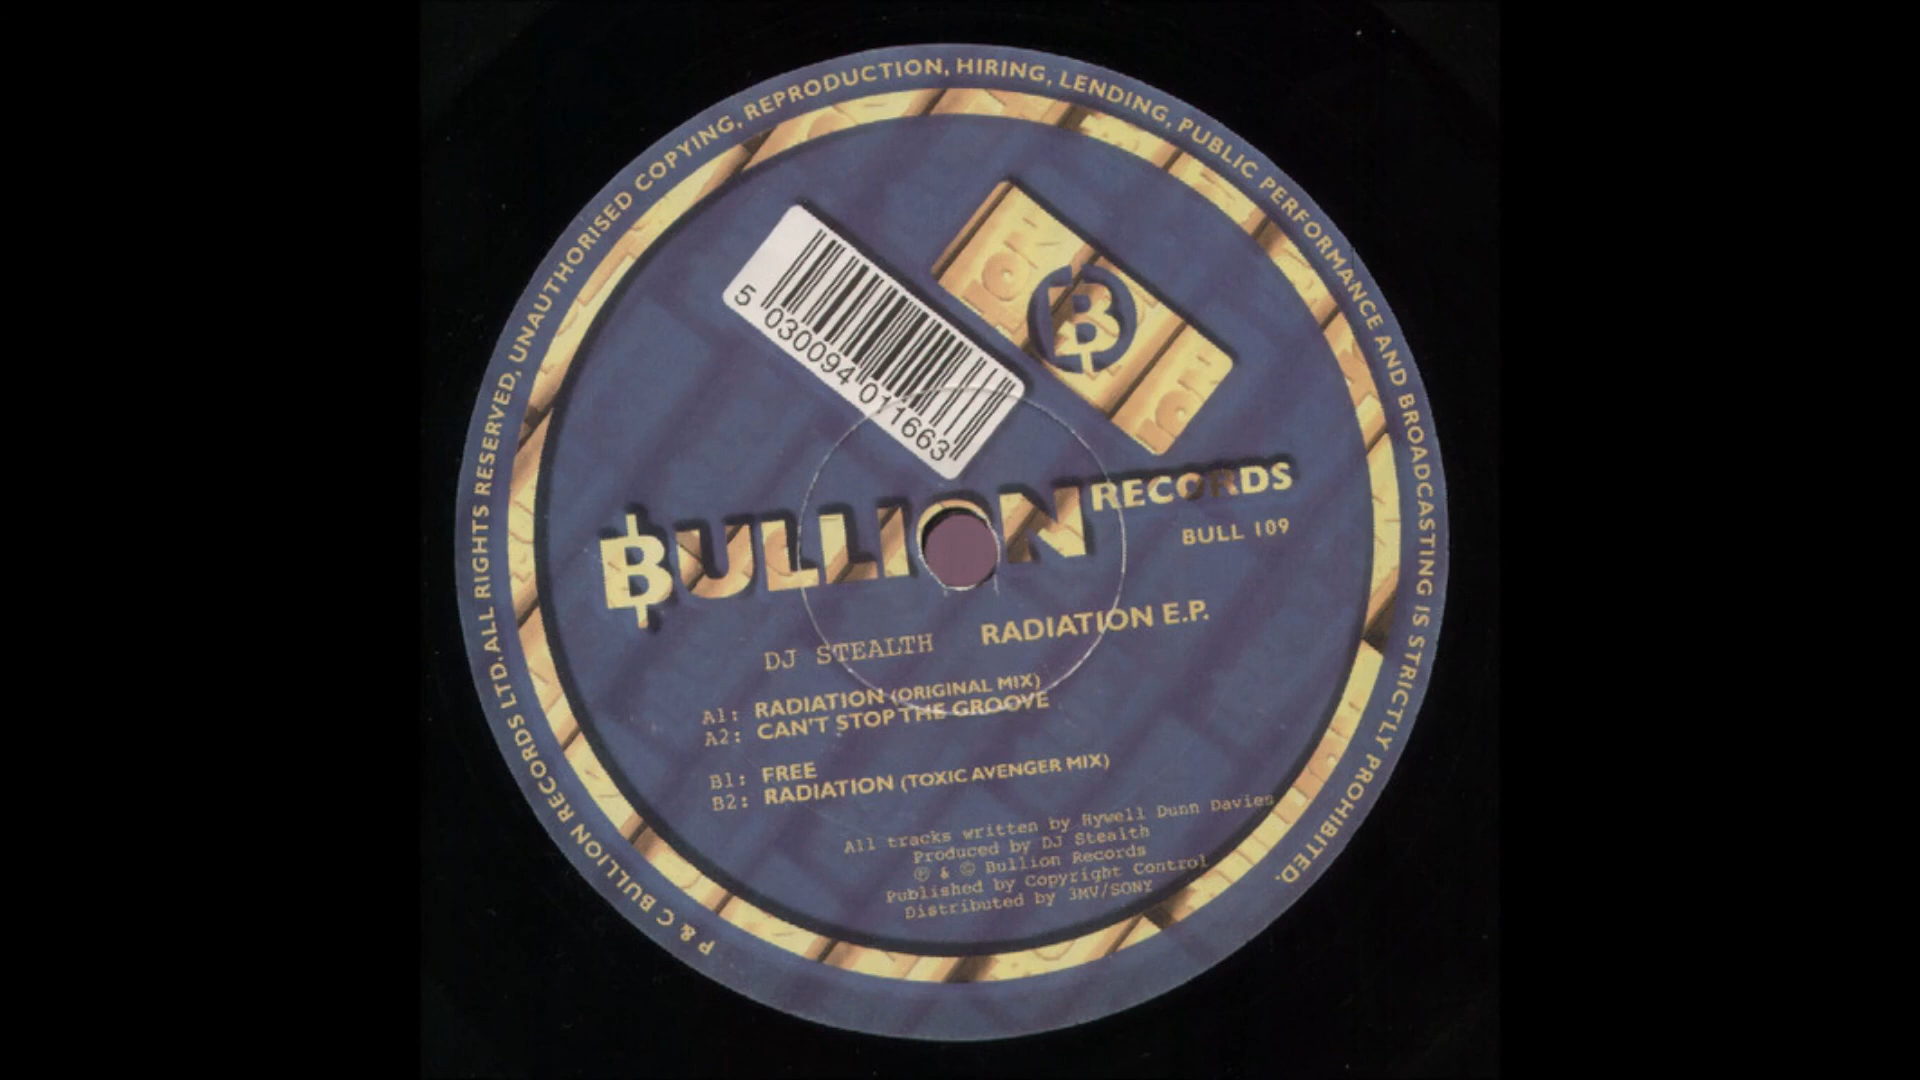 P & C BULLION RECORDS LTD. ALL RIGHTS RESERVED, UNAUTHORISED COPYING, REPRODUCTION, HIRING, LENDING, PUBLIC PERFORMANCE AND BROADCASTING IS STRICTLY PROHIBITED.
BR
5 030094 011663
BULLION RECORDS
BULL 109
DJ STEALTH RADIATION E.P.
A1: RADIATION (ORIGINAL MIX)
A2: CAN'T STOP THE GROOVE
B1: FREE
B2: RADIATION (TOXIC AVENGER MIX)
All tracks written by Hywell Dunn Davies
Produced by DJ Stealth
℗ & © Bullion Records
Published by Copyright Control
Distributed by 3MV/SONY